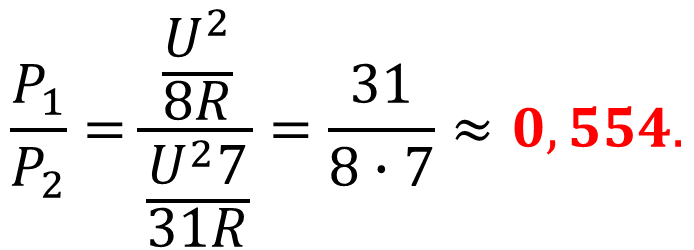 P₁/P₂ = (U²/8R)/(U²7/31R) = 31/(8 · 7) ≈ 0,554.